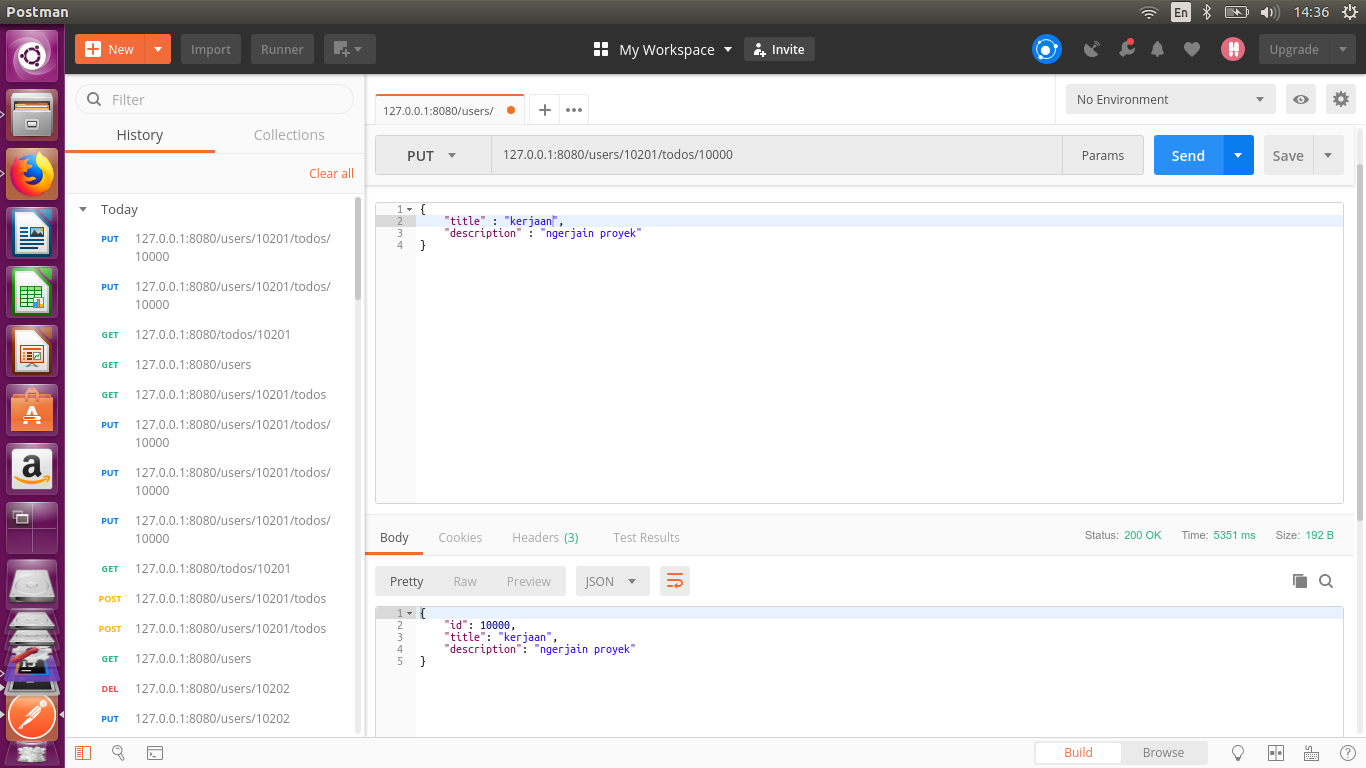 Postman
En
14:36
New
Import
Runner
My Workspace
Invite
Upgrade
Filter
History
Collections
Clear all
Today
PUT 127.0.0.1:8080/users/10201/todos/
10000
PUT 127.0.0.1:8080/users/10201/todos/
10000
GET 127.0.0.1:8080/todos/10201
GET 127.0.0.1:8080/users
GET 127.0.0.1:8080/users/10201/todos
PUT 127.0.0.1:8080/users/10201/todos/
10000
PUT 127.0.0.1:8080/users/10201/todos/
10000
PUT 127.0.0.1:8080/users/10201/todos/
10000
GET 127.0.0.1:8080/todos/10201
POST 127.0.0.1:8080/users/10201/todos
POST 127.0.0.1:8080/users/10201/todos
GET 127.0.0.1:8080/users
DEL 127.0.0.1:8080/users/10202
PUT 127.0.0.1:8080/users/10202
127.0.0.1:8080/users/
No Environment
PUT
127.0.0.1:8080/users/10201/todos/10000
Params
Send
Save
1 {
2 "title" : "kerjaan",
3 "description" : "ngerjain proyek"
4 }
Body
Cookies
Headers (3)
Test Results
Status: 200 OK
Time: 5351 ms
Size: 192 B
Pretty
Raw
Preview
JSON
1 {
2 "id": 10000,
3 "title": "kerjaan",
4 "description": "ngerjain proyek"
5 }
Build
Browse